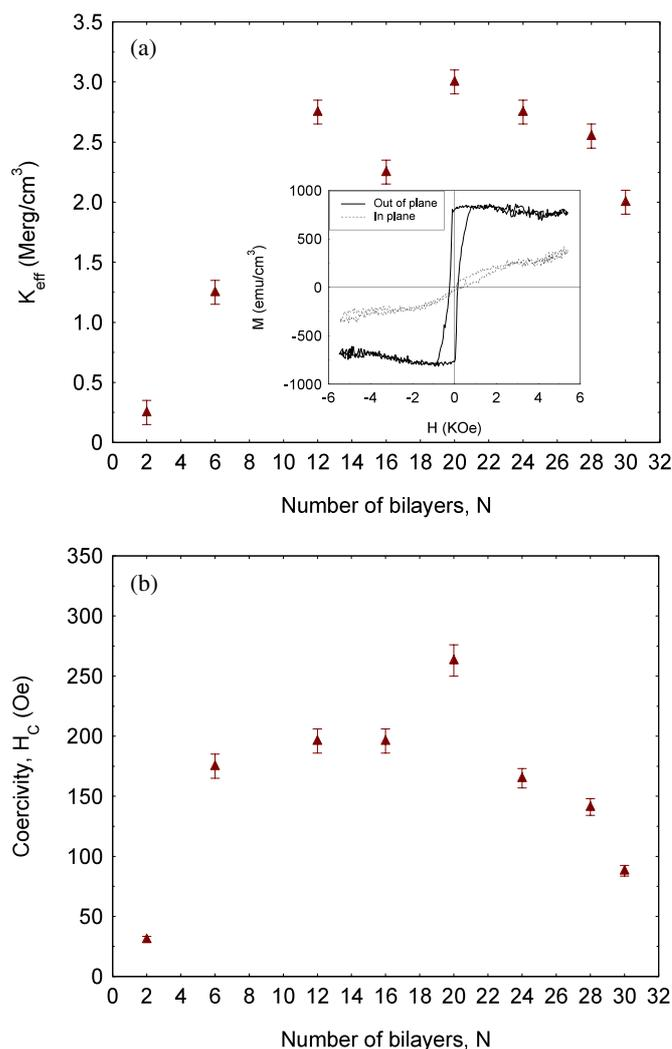 (a)
K_eff (Merg/cm³)
3.5
3.0
2.5
2.0
1.5
1.0
0.5
0
Out of plane
In plane
M (emu/cm³)
1000
500
0
-500
-1000
-6 -4 -2 0 2 4 6
H (KOe)
0 2 4 6 8 10 12 14 16 18 20 22 24 26 28 30 32
Number of bilayers, N
(b)
Coercivity, H_C (Oe)
350
300
250
200
150
100
50
0
0 2 4 6 8 10 12 14 16 18 20 22 24 26 28 30 32
Number of bilayers, N